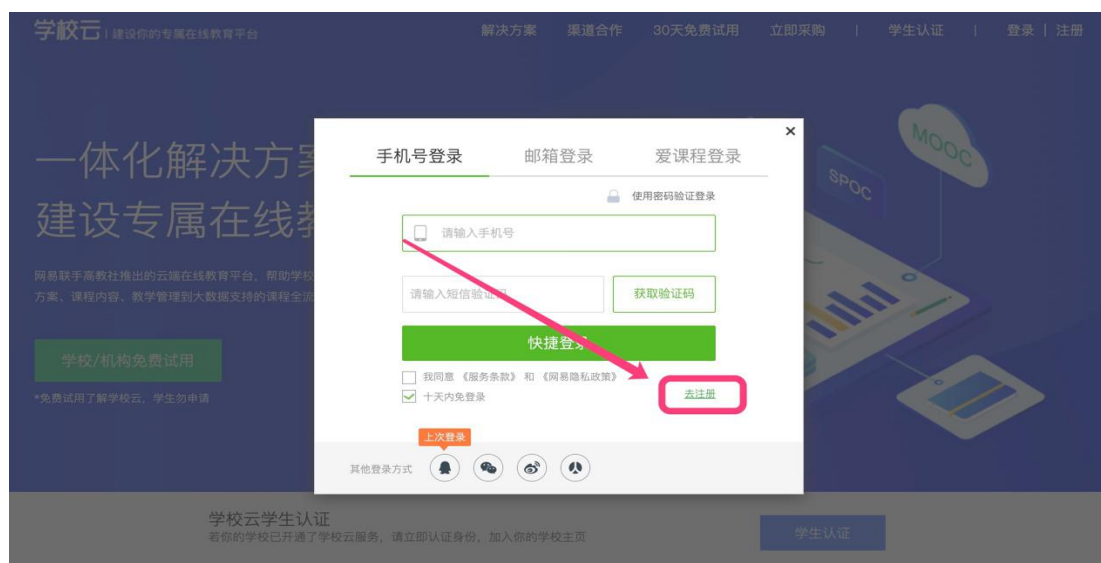 学校云 | 建设你的专属在线教育平台
解决方案 渠道合作 30天免费试用 立即采购 | 学生认证 | 登录 | 注册
一体化解决方案
建设专属在线教
网易联手高教社推出的云端在线教育平台，帮助学校
方案、课程内容、教学管理到大数据支持的课程全流
学校/机构免费试用
*免费试用了解学校云，学生勿申请
MOOC
SPOC
×
手机号登录 邮箱登录 爱课程登录
使用密码验证登录
请输入手机号
请输入短信验证码
获取验证码
快捷登录
我同意 《服务条款》 和 《网易隐私政策》
十天内免登录
去注册
上次登录
其他登录方式
学校云学生认证
若你的学校已开通了学校云服务，请立即认证身份，加入你的学校主页
学生认证